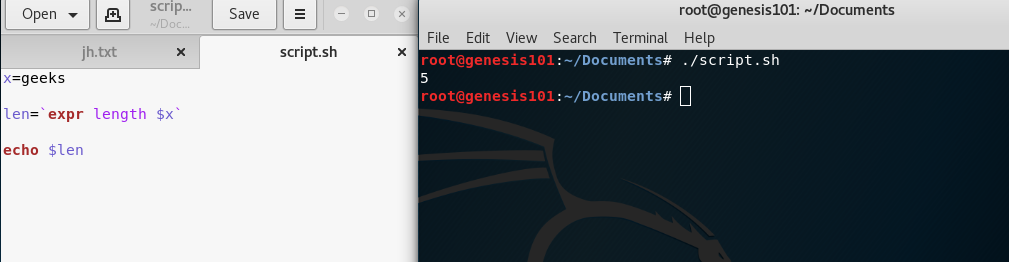 Open
scrip...
~/Doc...
Save
jh.txt
script.sh
x=geeks
len=`expr length $x`
echo $len
root@genesis101: ~/Documents
File Edit View Search Terminal Help
root@genesis101:~/Documents# ./script.sh
5
root@genesis101:~/Documents#